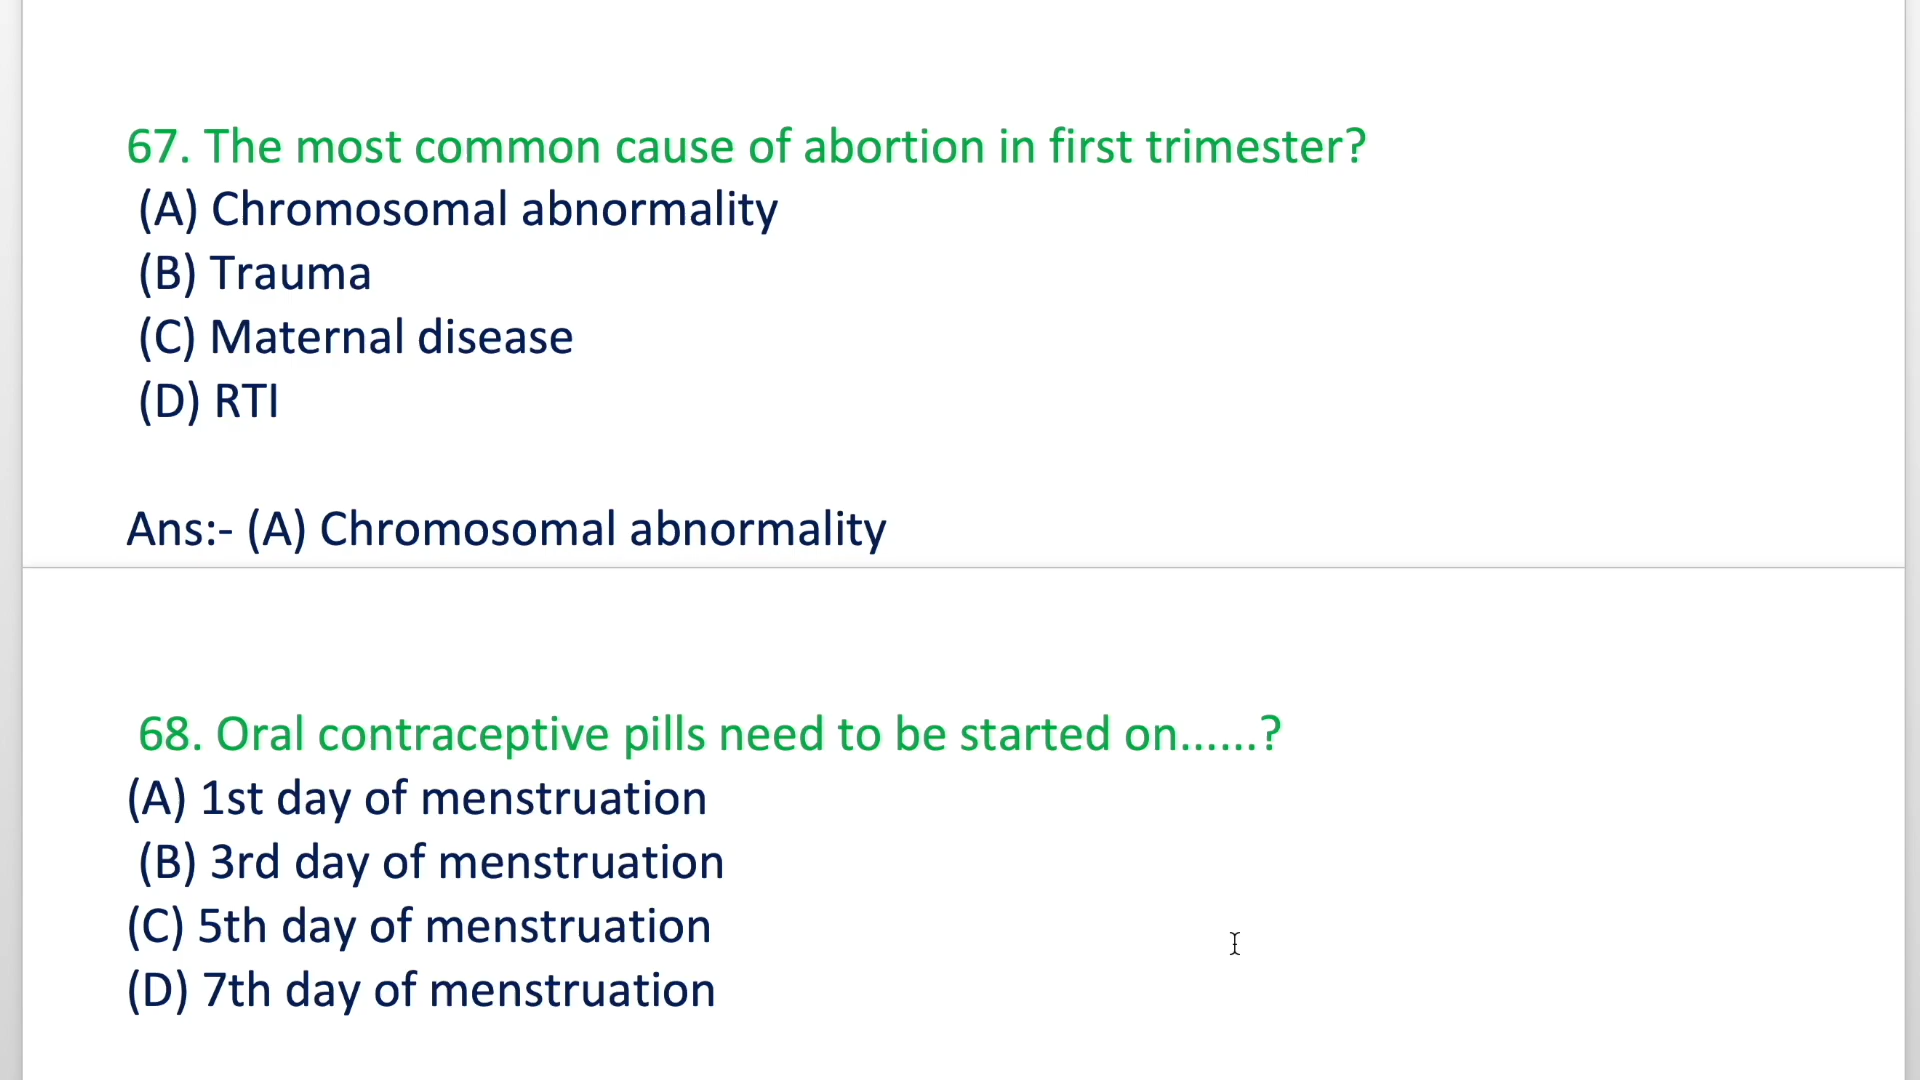 67. The most common cause of abortion in first trimester?
(A) Chromosomal abnormality
(B) Trauma
(C) Maternal disease
(D) RTI
Ans:- (A) Chromosomal abnormality
68. Oral contraceptive pills need to be started on......?
(A) 1st day of menstruation
(B) 3rd day of menstruation
(C) 5th day of menstruation
(D) 7th day of menstruation